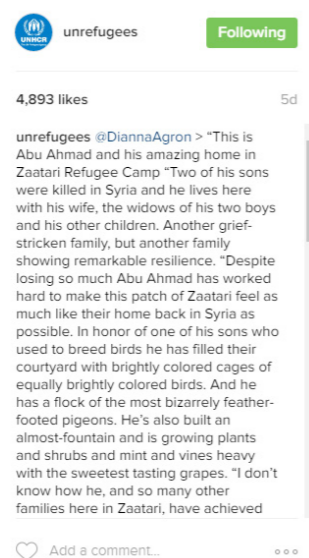 UNHCR
unrefugees
Following
4,893 likes
5d
unrefugees @DiannaAgron > “This is
Abu Ahmad and his amazing home in
Zaatari Refugee Camp “Two of his sons
were killed in Syria and he lives here
with his wife, the widows of his two boys
and his other children. Another grief-
stricken family, but another family
showing remarkable resilience. “Despite
losing so much Abu Ahmad has worked
hard to make this patch of Zaatari feel as
much like their home back in Syria as
possible. In honor of one of his sons who
used to breed birds he has filled their
courtyard with brightly colored cages of
equally brightly colored birds. And he
has a flock of the most bizarrely feather-
footed pigeons. He’s also built an
almost-fountain and is growing plants
and shrubs and mint and vines heavy
with the sweetest tasting grapes. “I don’t
know how he, and so many other
families here in Zaatari, have achieved
Add a comment...